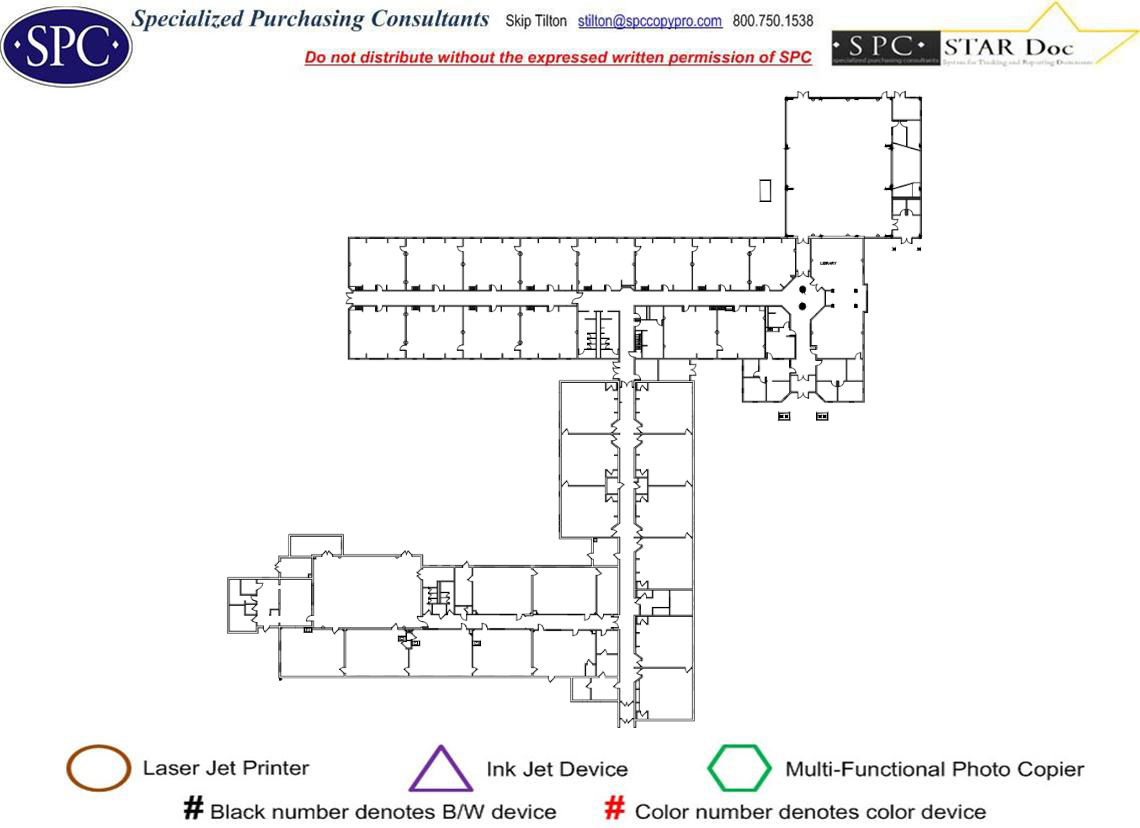 Specialized Purchasing Consultants Skip Tilton stilton@spccopypro.com 800.750.1538
·SPC·
Do not distribute without the expressed written permission of SPC
·SPC· STAR Doc
specialized purchasing consultants System for Tracking and Reporting Documents
LIBRARY
Laser Jet Printer Ink Jet Device Multi-Functional Photo Copier
# Black number denotes B/W device # Color number denotes color device